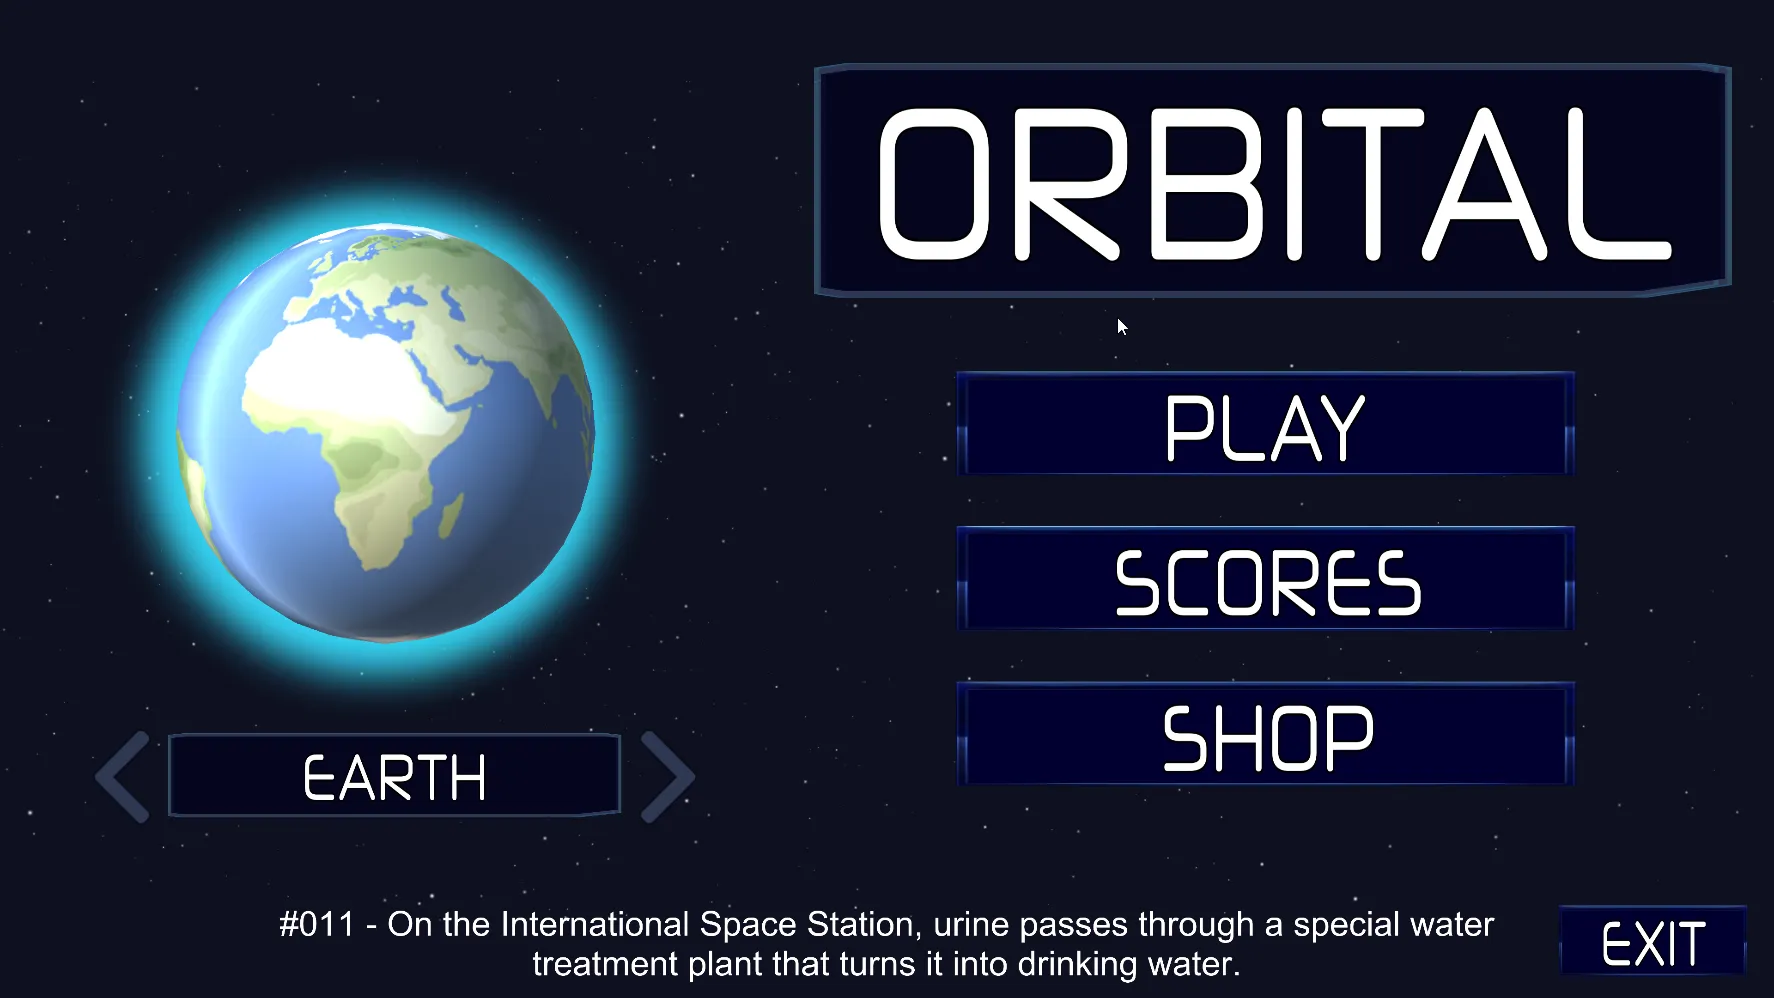 ORBITAL
PLAY
SCORES
SHOP
EARTH
#011 - On the International Space Station, urine passes through a special water
treatment plant that turns it into drinking water.
EXIT